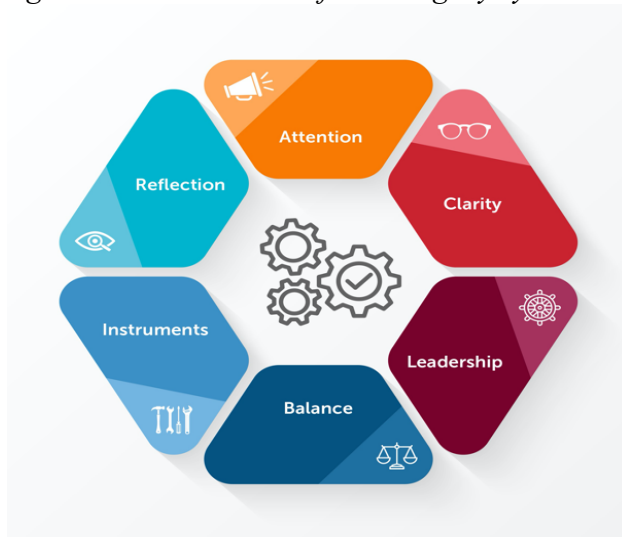 Attention
Clarity
Reflection
Instruments
Leadership
Balance